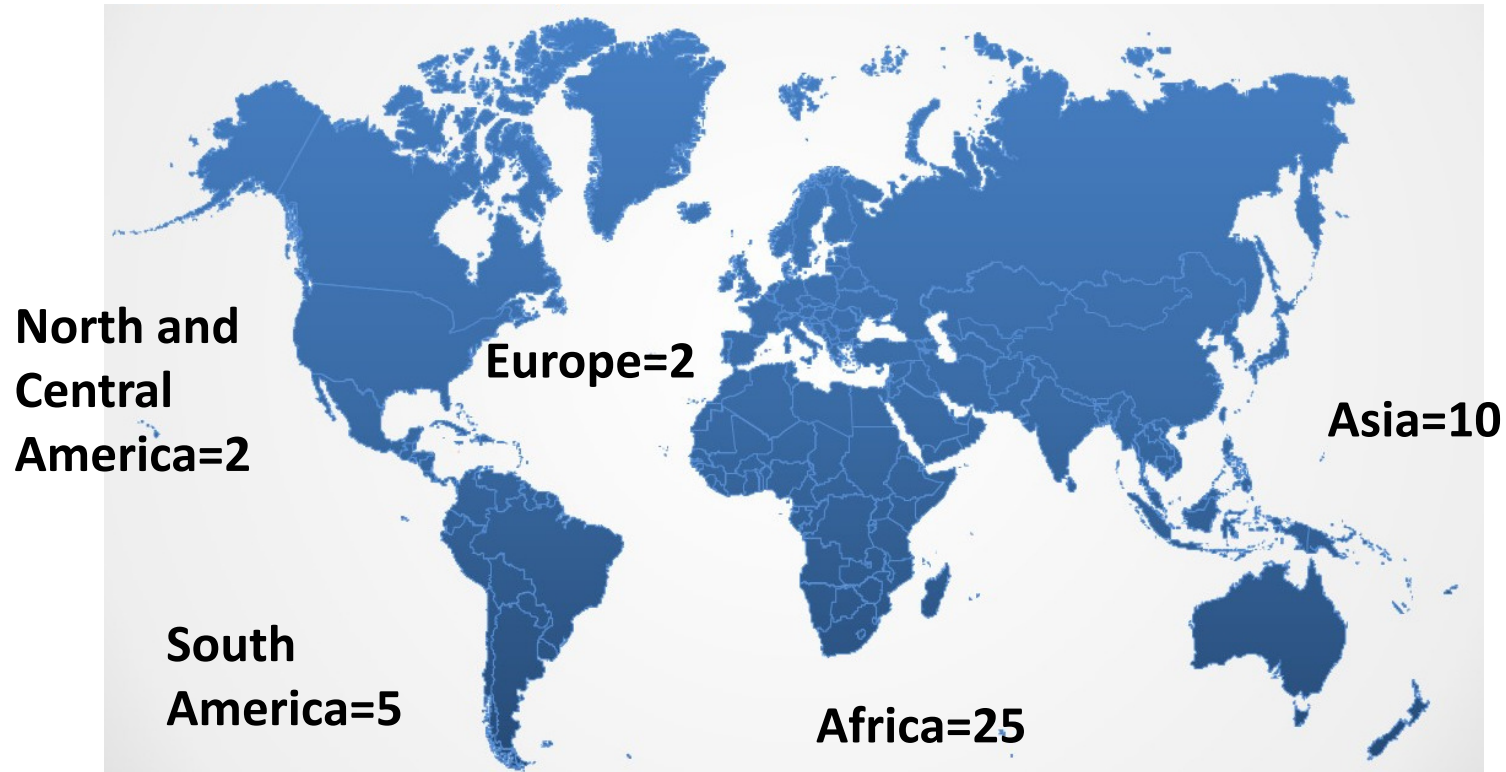 North and
Central
America=2
Europe=2
Asia=10
South
America=5
Africa=25